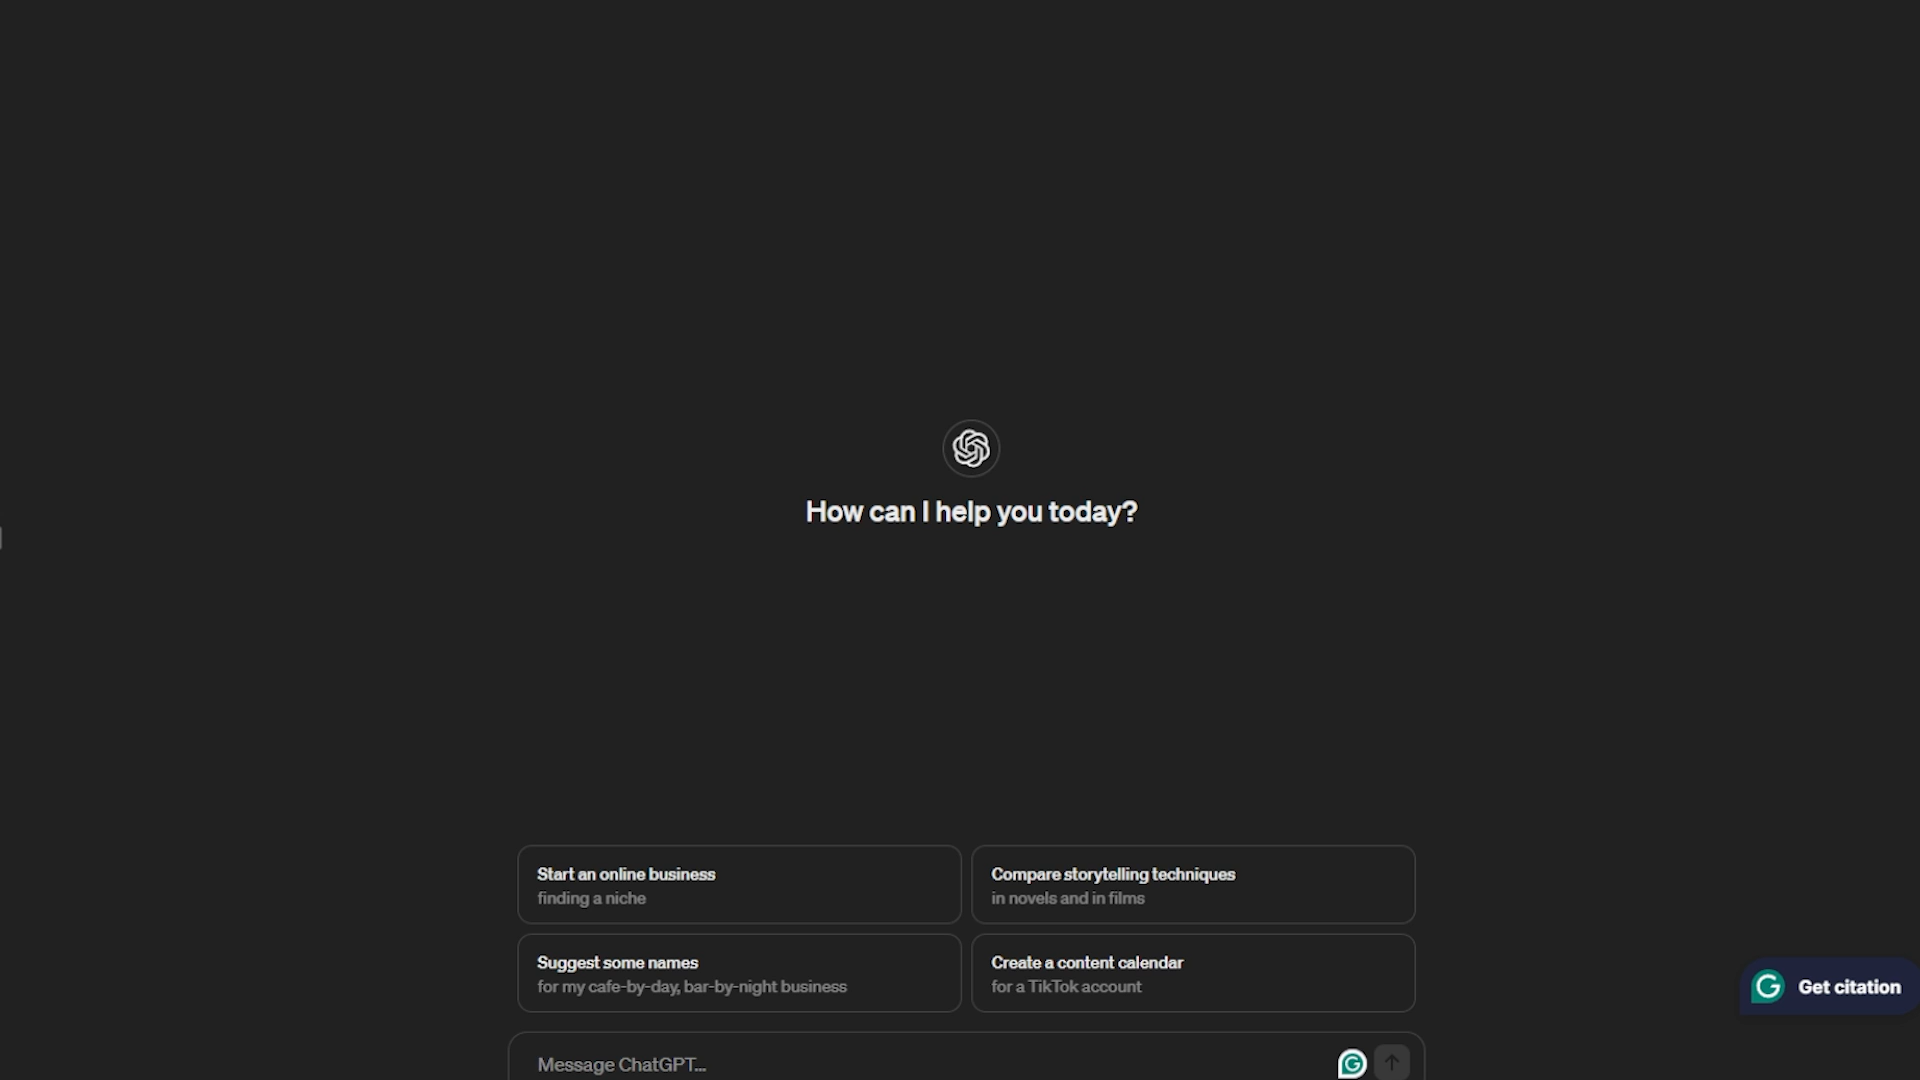 How can I help you today?
Start an online business
finding a niche
Compare storytelling techniques
in novels and in films
Suggest some names
for my cafe-by-day, bar-by-night business
Create a content calendar
for a TikTok account
Get citation
Message ChatGPT...